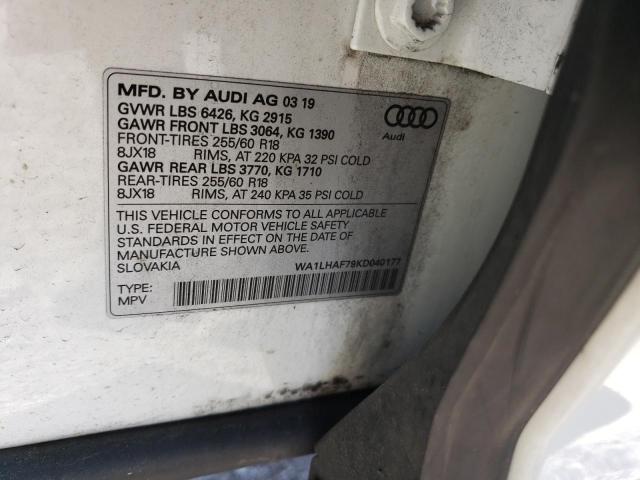 MFD. BY AUDI AG 03 19
GVWR LBS 6426, KG 2915
GAWR FRONT LBS 3064, KG 1390
FRONT-TIRES 255/60 R18
8JX18 RIMS, AT 220 KPA 32 PSI COLD
GAWR REAR LBS 3770, KG 1710
REAR-TIRES 255/60 R18
8JX18 RIMS, AT 240 KPA 35 PSI COLD
Audi
THIS VEHICLE CONFORMS TO ALL APPLICABLE
U.S. FEDERAL MOTOR VEHICLE SAFETY
STANDARDS IN EFFECT ON THE DATE OF
MANUFACTURE SHOWN ABOVE.
SLOVAKIA WA1LHAF79KD040177
TYPE:
MPV